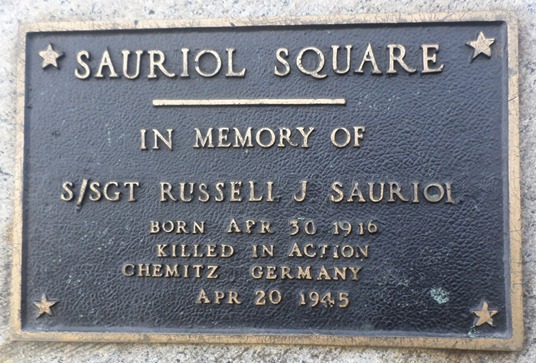 SAURIOL SQUARE
IN MEMORY OF
S/SGT RUSSELL J SAURIOL
BORN APR 30 1916
KILLED IN ACTION
CHEMITZ GERMANY
APR 20 1945